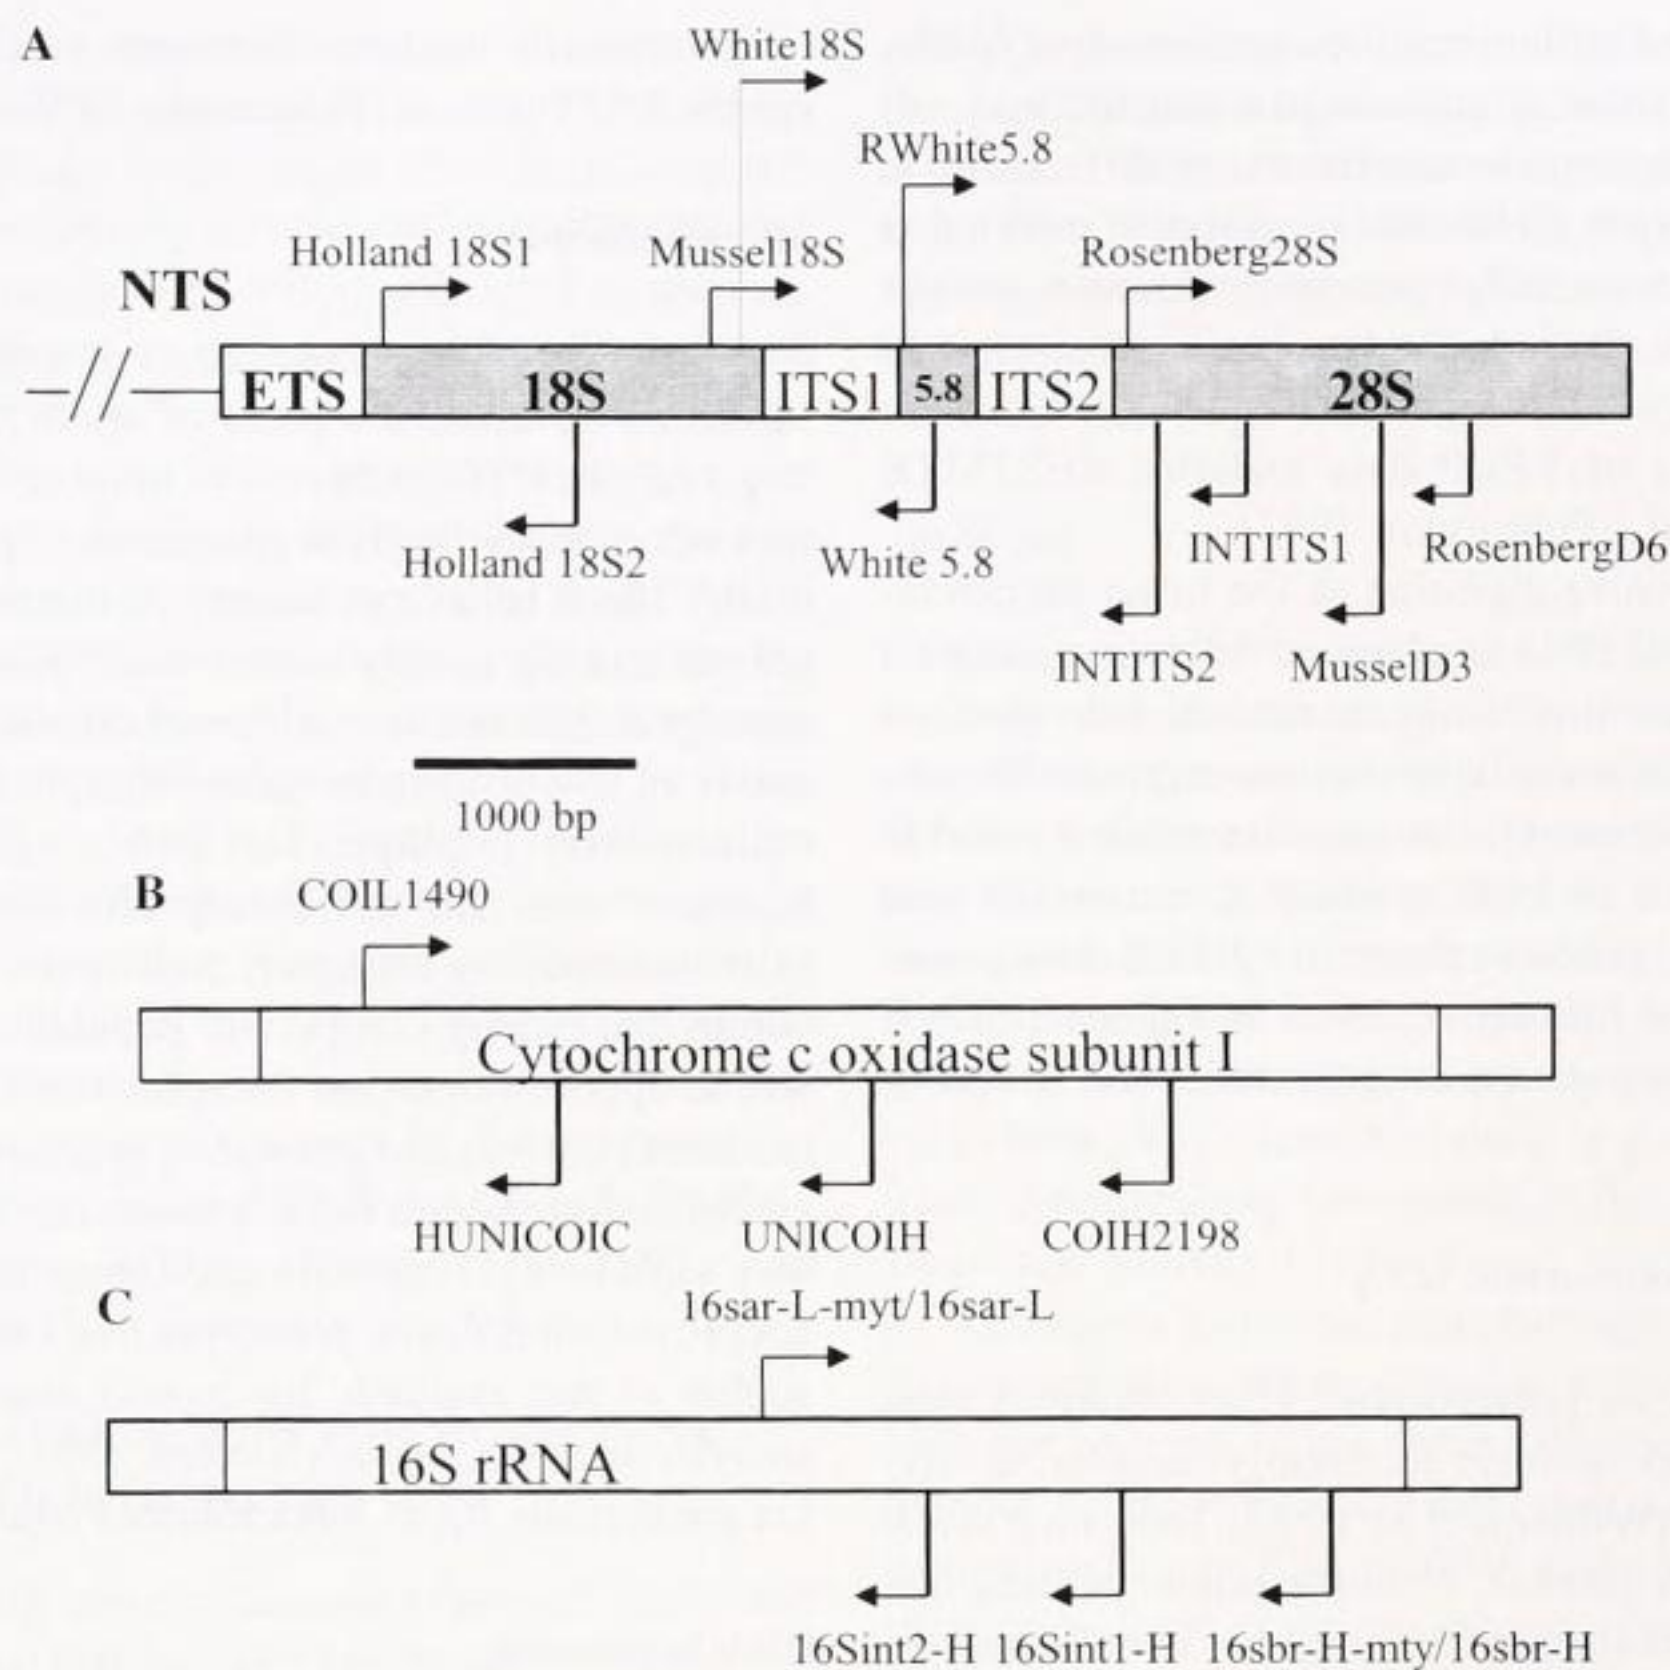 A
White18S
RWhite5.8
Holland 18S1 Mussel18S Rosenberg28S
NTS
ETS 18S ITS1 5.8 ITS2 28S
Holland 18S2 White 5.8 INTITS1 RosenbergD6
INTITS2 MusselD3
1000 bp
B COIL1490
Cytochrome c oxidase subunit I
HUNICOIC UNICOIH COIH2198
C 16sar-L-myt/16sar-L
16S rRNA
16Sint2-H 16Sint1-H 16sbr-H-mty/16sbr-H